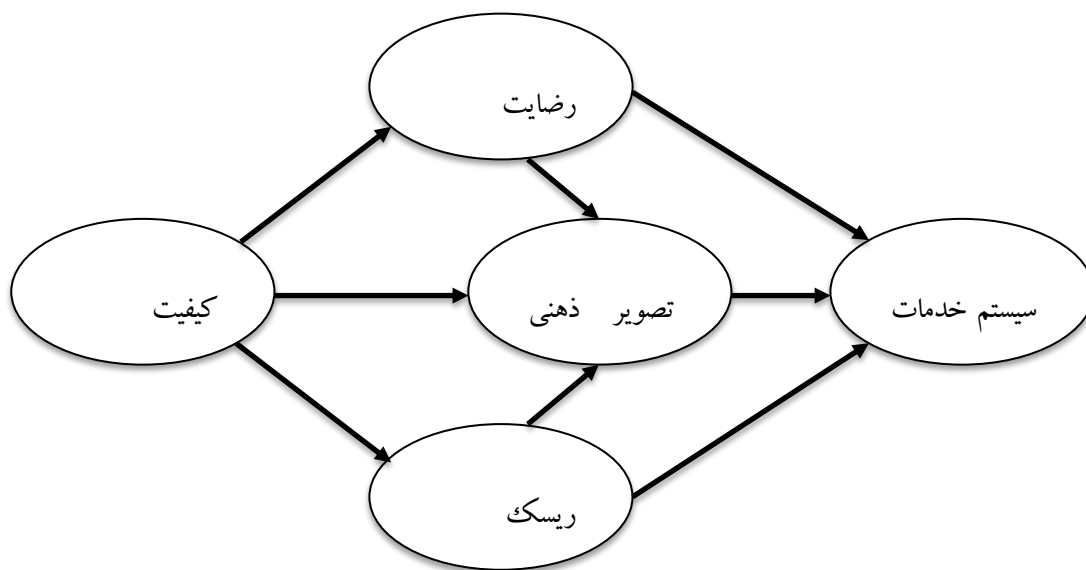 رضایت
کیفیت
تصویر ذهنی
سیستم خدمات
ریسک